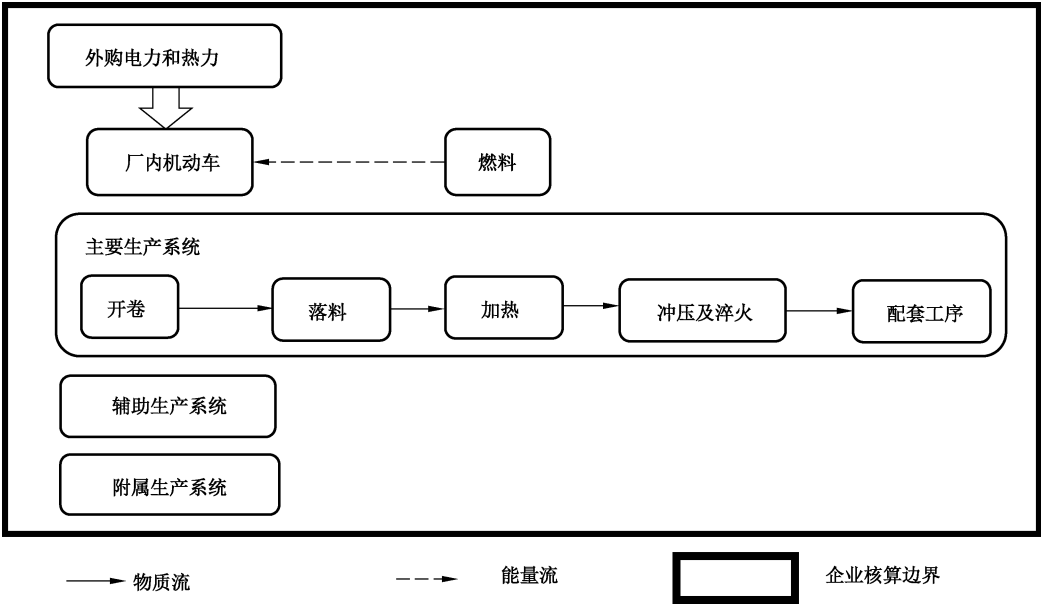 外购电力和热力
厂内机动车
燃料
主要生产系统
开卷
落料
加热
冲压及淬火
配套工序
辅助生产系统
附属生产系统
物质流
能量流
企业核算边界